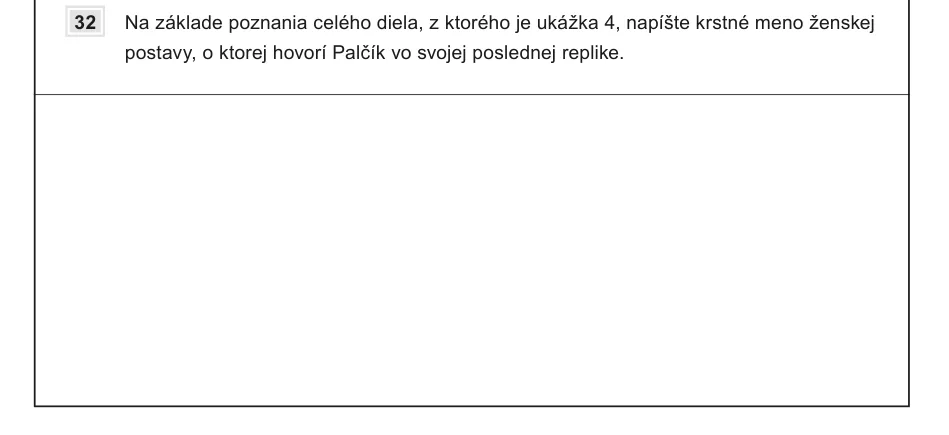 32 Na základe poznania celého diela, z ktorého je ukážka 4, napíšte krstné meno ženskej
postavy, o ktorej hovorí Palčík vo svojej poslednej replike.